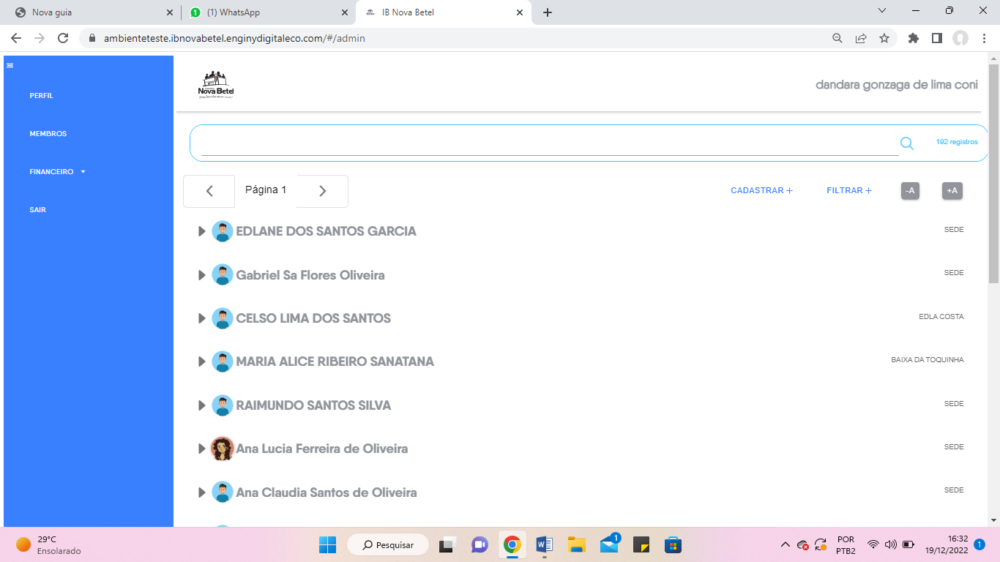 Nova guia
(1) WhatsApp
IB Nova Betel
ambienteteste.ibnovabetel.enginydigitaleco.com/#/admin
PERFIL
MEMBROS
FINANCEIRO
SAIR
Nova Betel
dandara gonzaga de lima coni
192 registros
Página 1
CADASTRAR +
FILTRAR +
-A
+A
EDLANE DOS SANTOS GARCIA SEDE
Gabriel Sa Flores Oliveira SEDE
CELSO LIMA DOS SANTOS EDLA COSTA
MARIA ALICE RIBEIRO SANATANA BAIXA DA TOQUINHA
RAIMUNDO SANTOS SILVA SEDE
Ana Lucia Ferreira de Oliveira SEDE
Ana Claudia Santos de Oliveira SEDE
29°C
Ensolarado
Pesquisar
1
POR
PTB2
16:32
19/12/2022
1